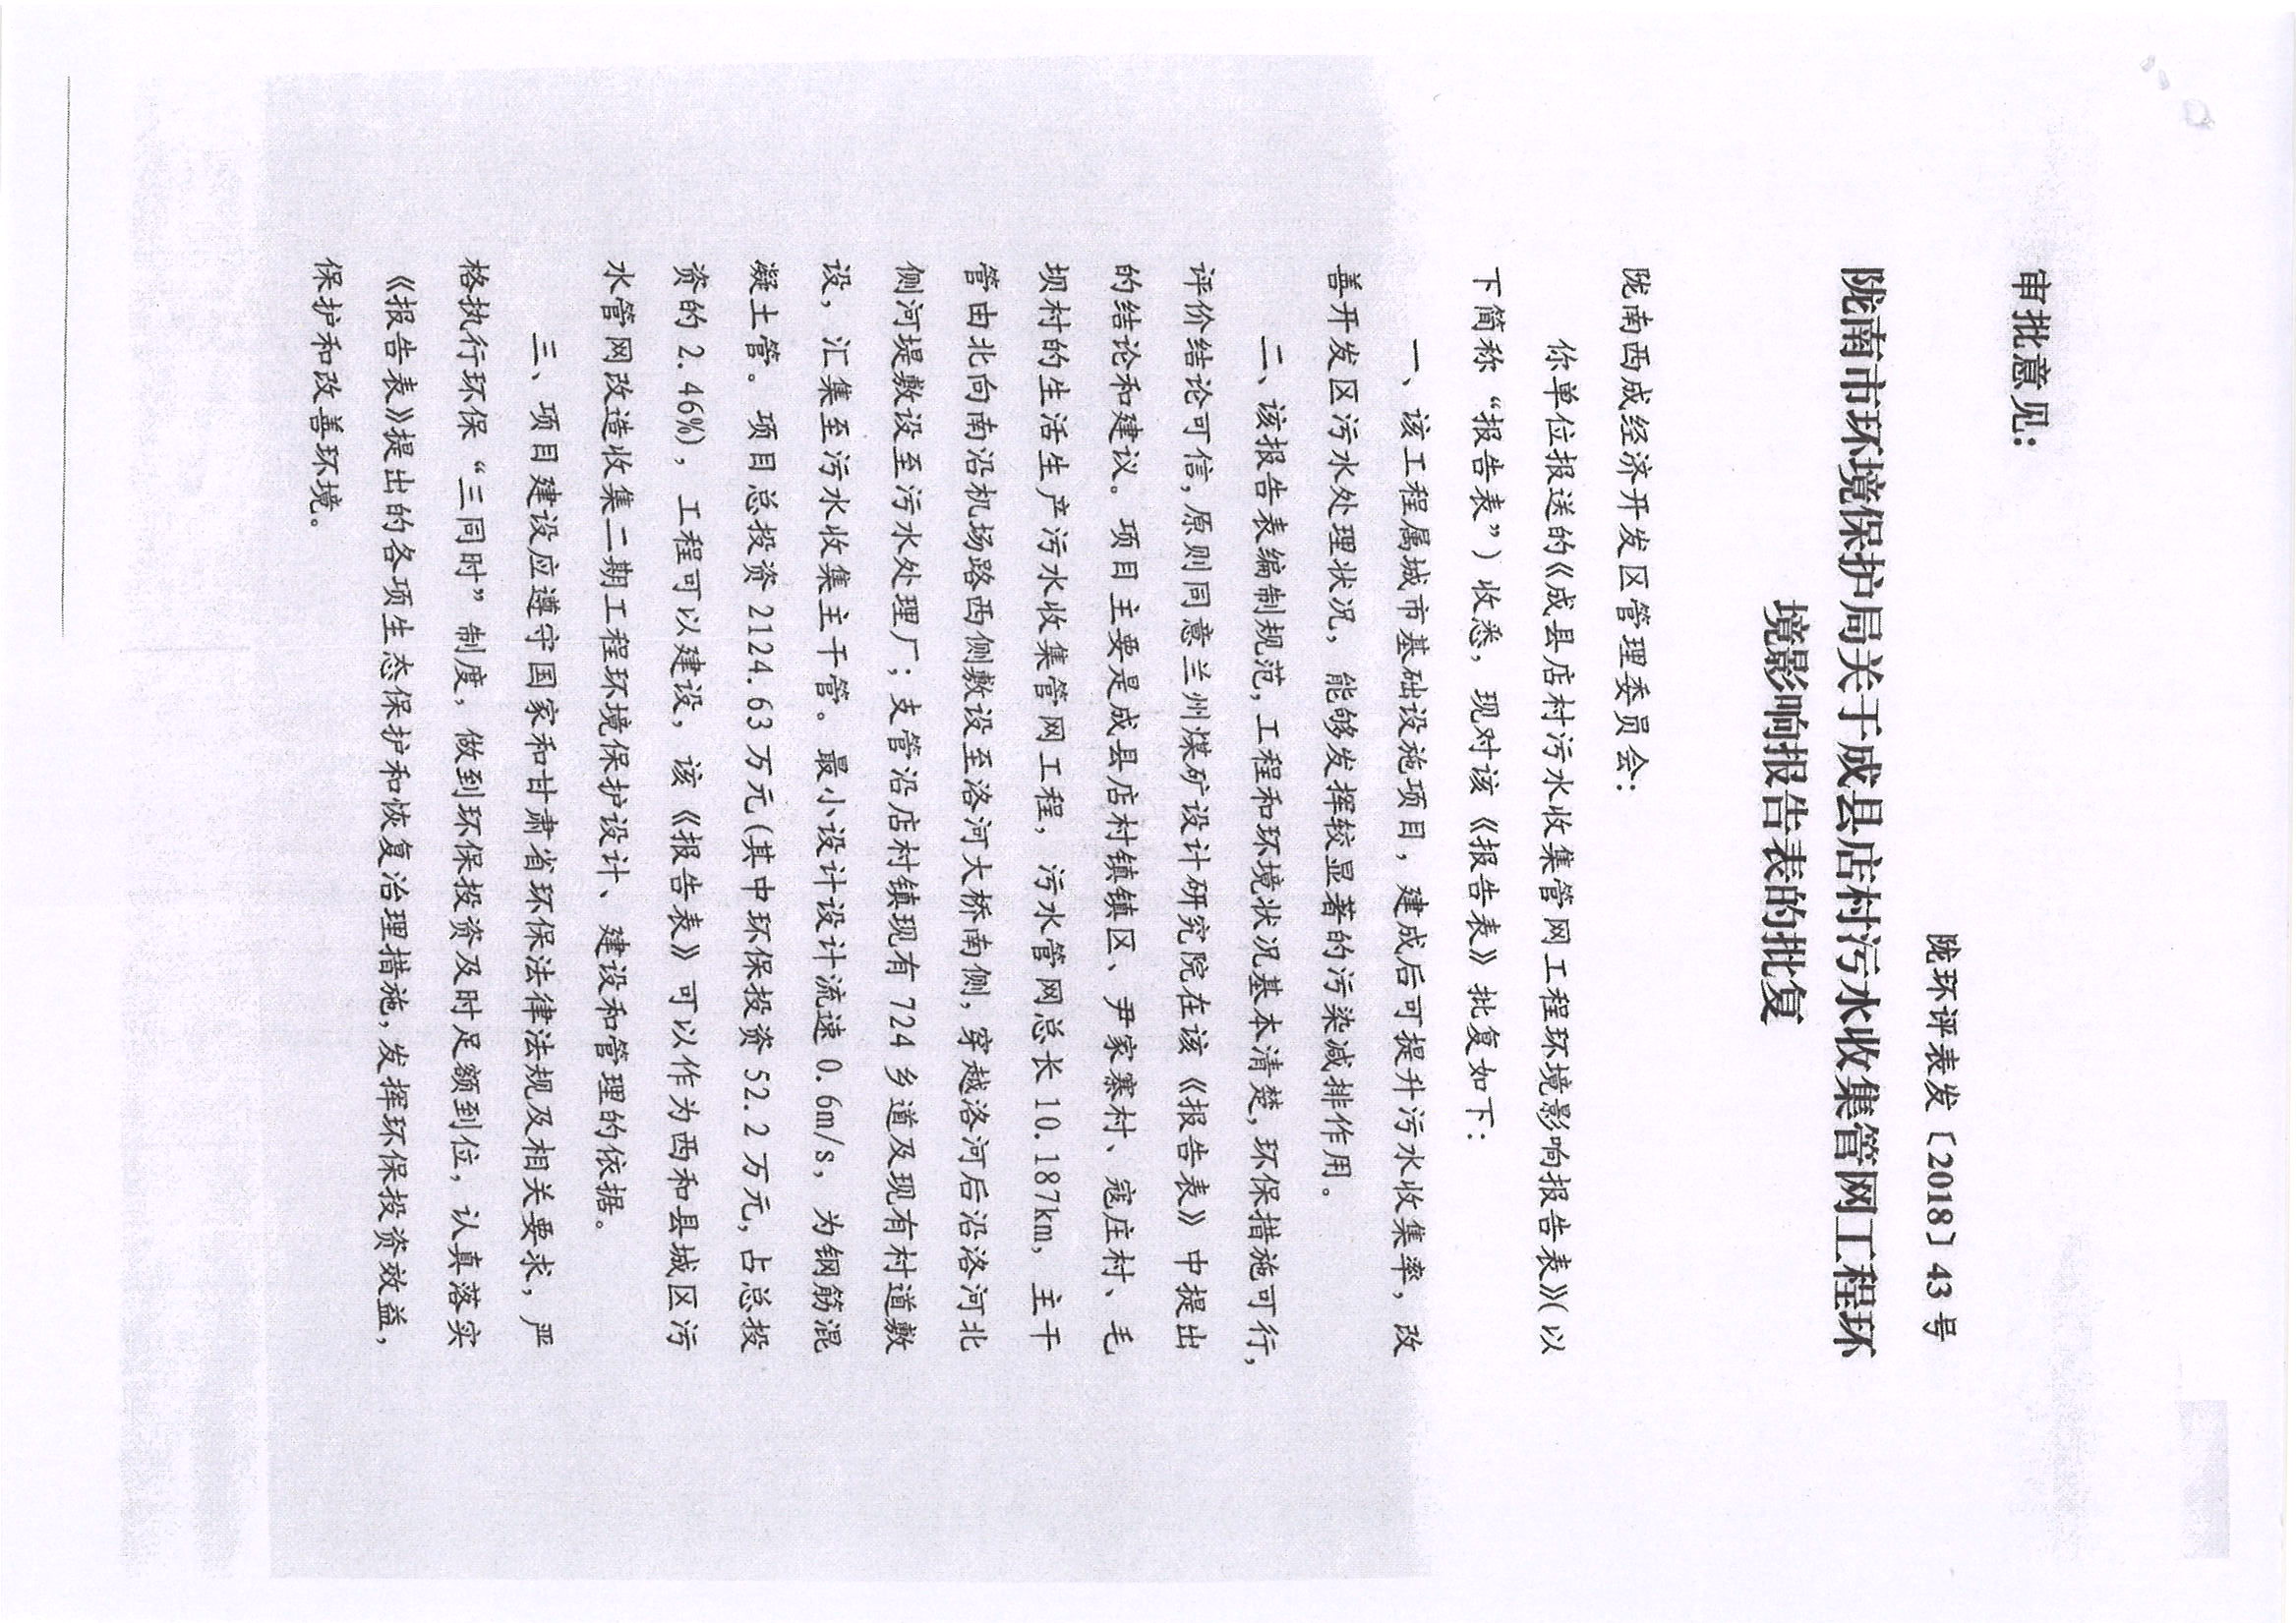 审批意见：
陇环评表发〔2018〕43号
陇南市环境保护局关于成县店村污水收集管网工程环
境影响报告表的批复
陇南西成经济开发区管理委员会：
你单位报送的《成县店村污水收集管网工程环境影响报告表》（以
下简称“报告表”）收悉，现对该《报告表》批复如下：
一、该工程属城市基础设施项目，建成后可提升污水收集率，改
善开发区污水处理状况，能够发挥较显著的污染减排作用。
二、该报告表编制规范，工程和环境状况基本清楚，环保措施可行，
评价结论可信，原则同意兰州煤矿设计研究院在该《报告表》中提出
的结论和建议。项目主要是成县店村镇镇区、尹家寨村、寇庄村、毛
坝村的生活生产污水收集管网工程，污水管网总长10.187km，主干
管由北向南沿机场路西侧敷设至洛河大桥南侧，穿越洛河后沿洛河北
侧河堤敷设至污水处理厂；支管沿店村镇现有724乡道及现有村道敷
设，汇集至污水收集主干管。最小设计设计流速0.6m/s，为钢筋混
凝土管。项目总投资2124.63万元（其中环保投资52.2万元，占总投
资的2.46%），工程可以建设，该《报告表》可以作为西和县城区污
水管网改造收集二期工程环境保护设计、建设和管理的依据。
三、项目建设应遵守国家和甘肃省环保法律法规及相关要求，严
格执行环保“三同时”制度，做到环保投资及时足额到位，认真落实
《报告表》提出的各项生态保护和恢复治理措施，发挥环保投资效益，
保护和改善环境。